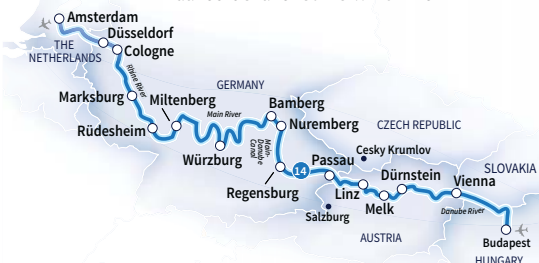 Amsterdam
Düsseldorf
THE
NETHERLANDS
Cologne
Rhine River
GERMANY
Marksburg
Miltenberg
Main River
Bamberg
Rüdesheim
Nuremberg
CZECH REPUBLIC
Würzburg
Main-
Danube
Canal
Passau
Cesky Krumlov
Regensburg
14
Dürnstein
SLOVAKIA
Vienna
Linz
Melk
Salzburg
Danube River
AUSTRIA
Budapest
HUNGARY